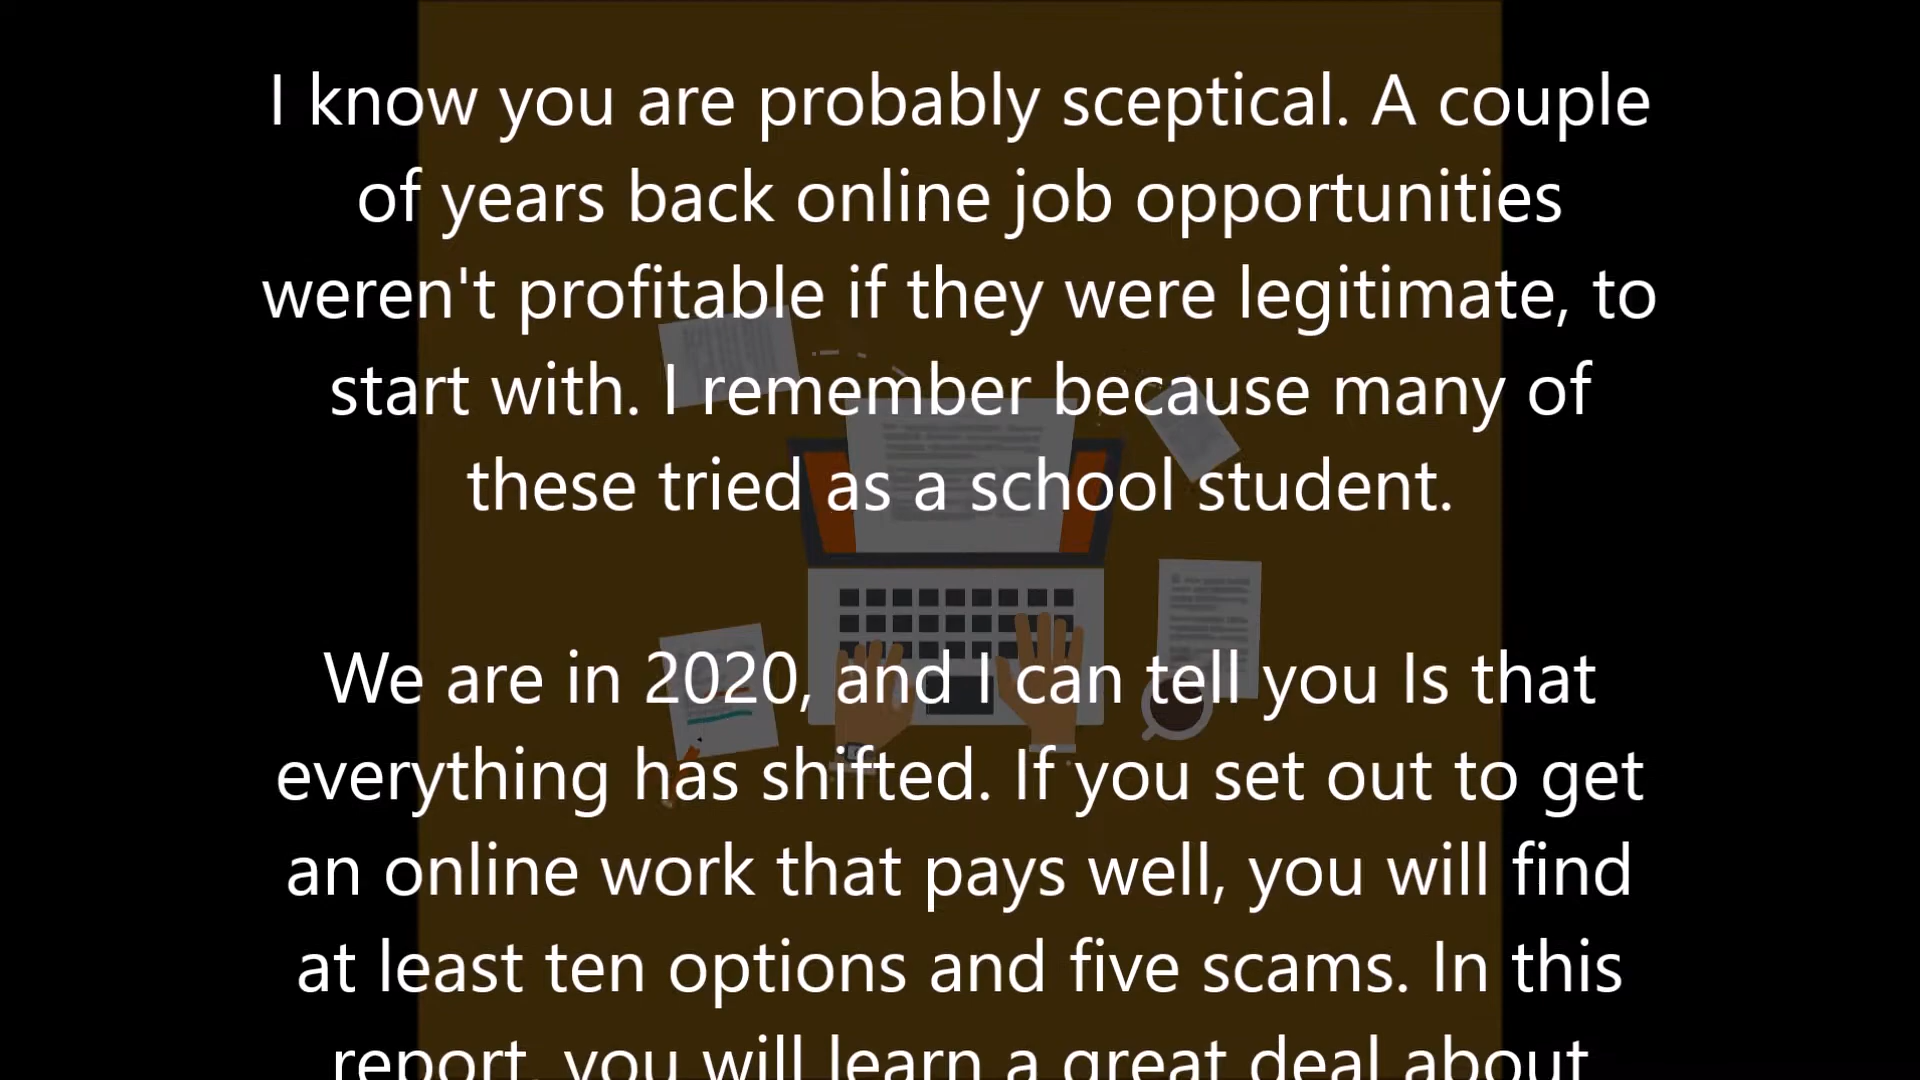 I know you are probably sceptical. A couple
of years back online job opportunities
weren't profitable if they were legitimate, to
start with. I remember because many of
these tried as a school student.
We are in 2020, and I can tell you Is that
everything has shifted. If you set out to get
an online work that pays well, you will find
at least ten options and five scams. In this
report, you will learn a great deal about